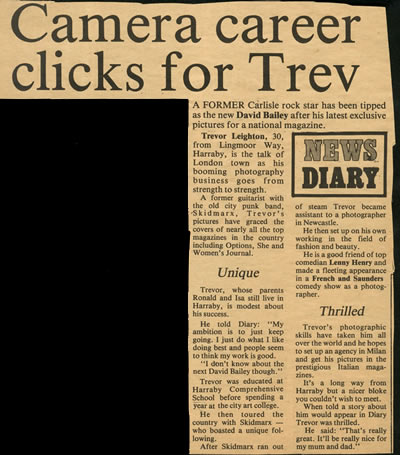 Camera career
clicks for Trev
A FORMER Carlisle rock star has been tipped
as the new David Bailey after his latest exclusive
pictures for a national magazine.
Trevor Leighton, 30,
from Lingmoor Way,
Harraby, is the talk of
London town as his
booming photography
business goes from
strength to strength.
A former guitarist with
the old city punk band,
Skidmarx, Trevor's
pictures have graced the
covers of nearly all the top
magazines in the country
including Options, She and
Women's Journal.
Unique
Trevor, whose parents
Ronald and Isa still live in
Harraby, is modest about
his success.
He told Diary: "My
ambition is to just keep
going. I just do what I like
doing best and people seem
to think my work is good.
"I don't know about the
next David Bailey though."
Trevor was educated at
Harraby Comprehensive
School before spending a
year at the city art college.
He then toured the
country with Skidmarx —
who boasted a unique fol-
lowing.
After Skidmarx ran out
NEWS
DIARY
of steam Trevor became
assistant to a photographer
in Newcastle.
He then set up on his own
working in the field of
fashion and beauty.
He is a good friend of top
comedian Lenny Henry and
made a fleeting appearance
in a French and Saunders
comedy show as a photog-
rapher.
Thrilled
Trevor's photographic
skills have taken him all
over the world and he hopes
to set up an agency in Milan
and get his pictures in the
prestigious Italian maga-
zines.
It's a long way from
Harraby but a nicer bloke
you couldn't wish to meet.
When told a story about
him would appear in Diary
Trevor was thrilled.
He said: "That's really
great. It'll be really nice for
my mum and dad."